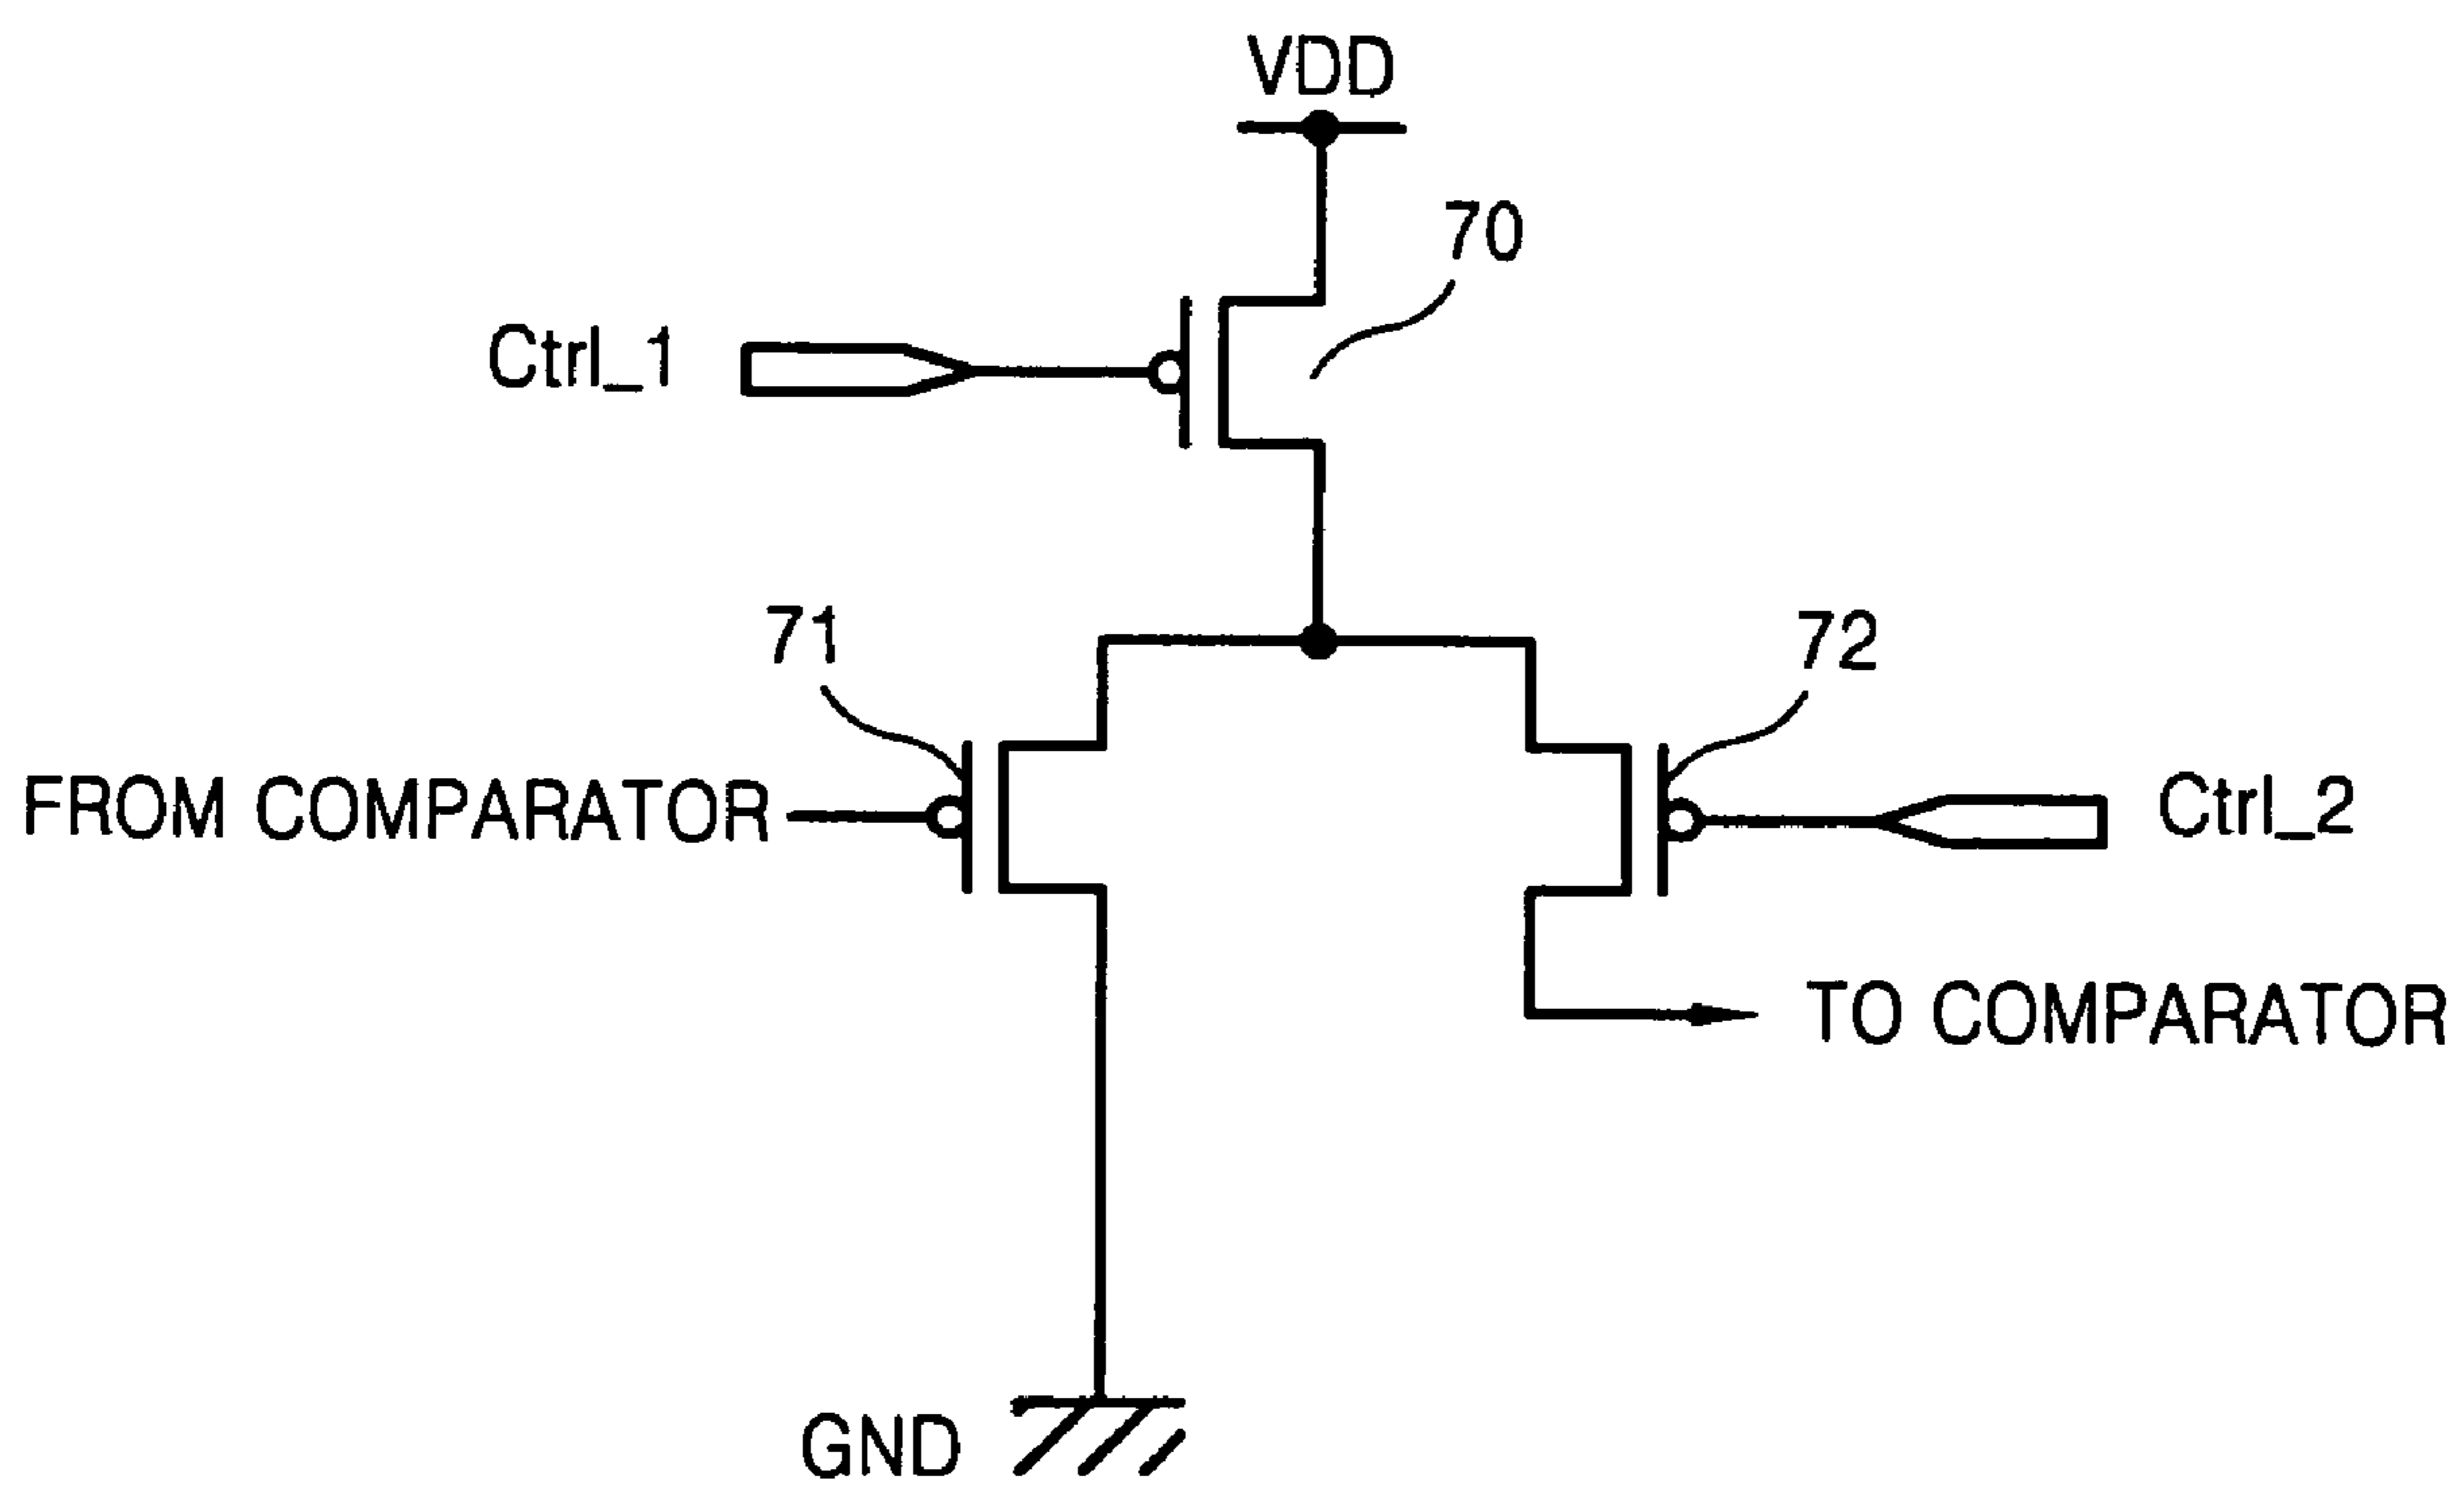 VDD
70
Ctrl_1
71
72
FROM COMPARATOR
Ctrl_2
TO COMPARATOR
GND